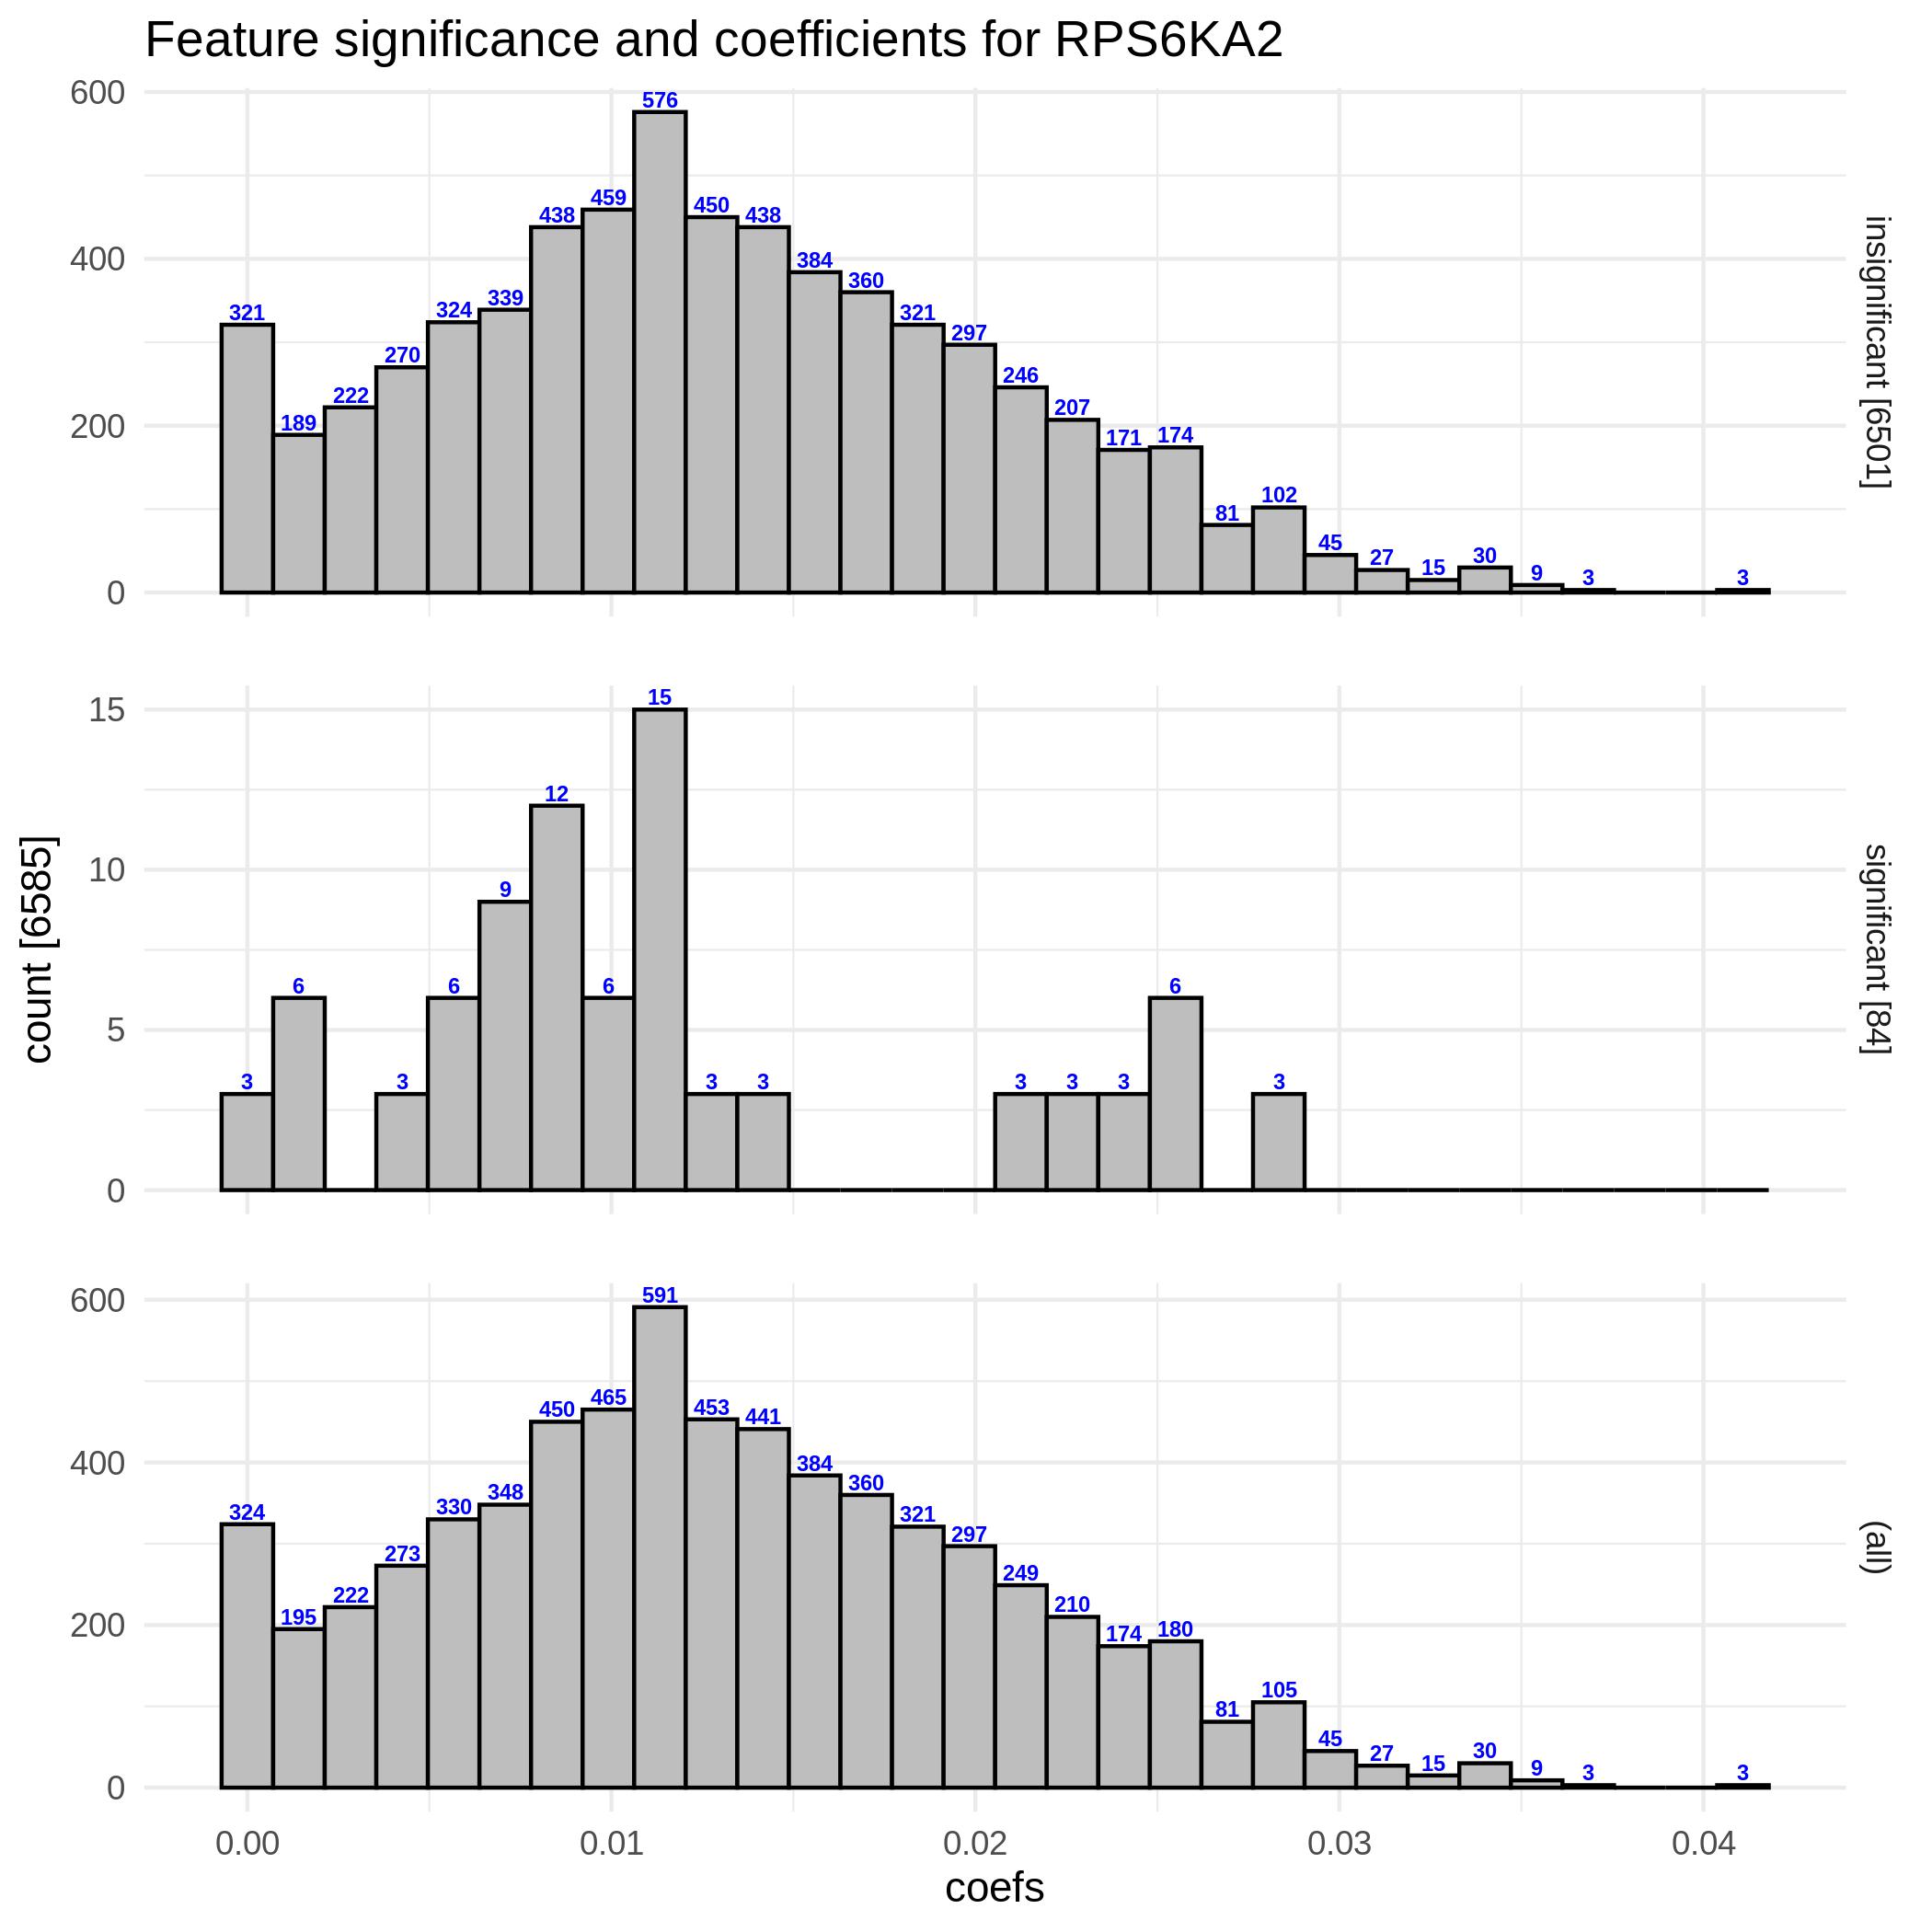 Feature significance and coefficients for RPS6KA2
600
400
200
0
321 189 222 270 324 339 438 459 576 450 438 384 360 321 297 246 207 171 174 81 102 45 27 15 30 9 3 3
insignificant [6501]
count [6585]
15
10
5
0
3 6 3 6 9 12 6 15 3 3 3 3 3 6 3
significant [84]
600
400
200
0
324 195 222 273 330 348 450 465 591 453 441 384 360 321 297 249 210 174 180 81 105 45 27 15 30 9 3 3
(all)
0.00 0.01 0.02 0.03 0.04
coefs